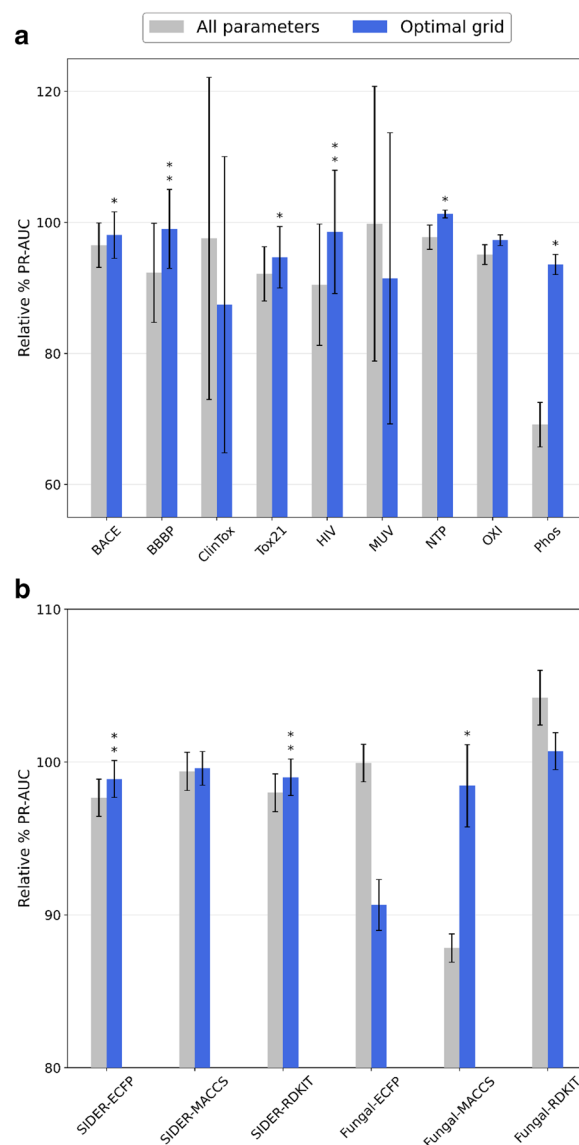 All parameters Optimal grid
a
120
100
80
60
Relative % PR-AUC
* ** * ** * *
BACE BBBP ClinTox Tox21 HIV MUV NTP OXI Phos
b
110
100
90
80
Relative % PR-AUC
** ** *
SIDER-ECFP SIDER-MACCS SIDER-RDKIT Fungal-ECFP Fungal-MACCS Fungal-RDKIT